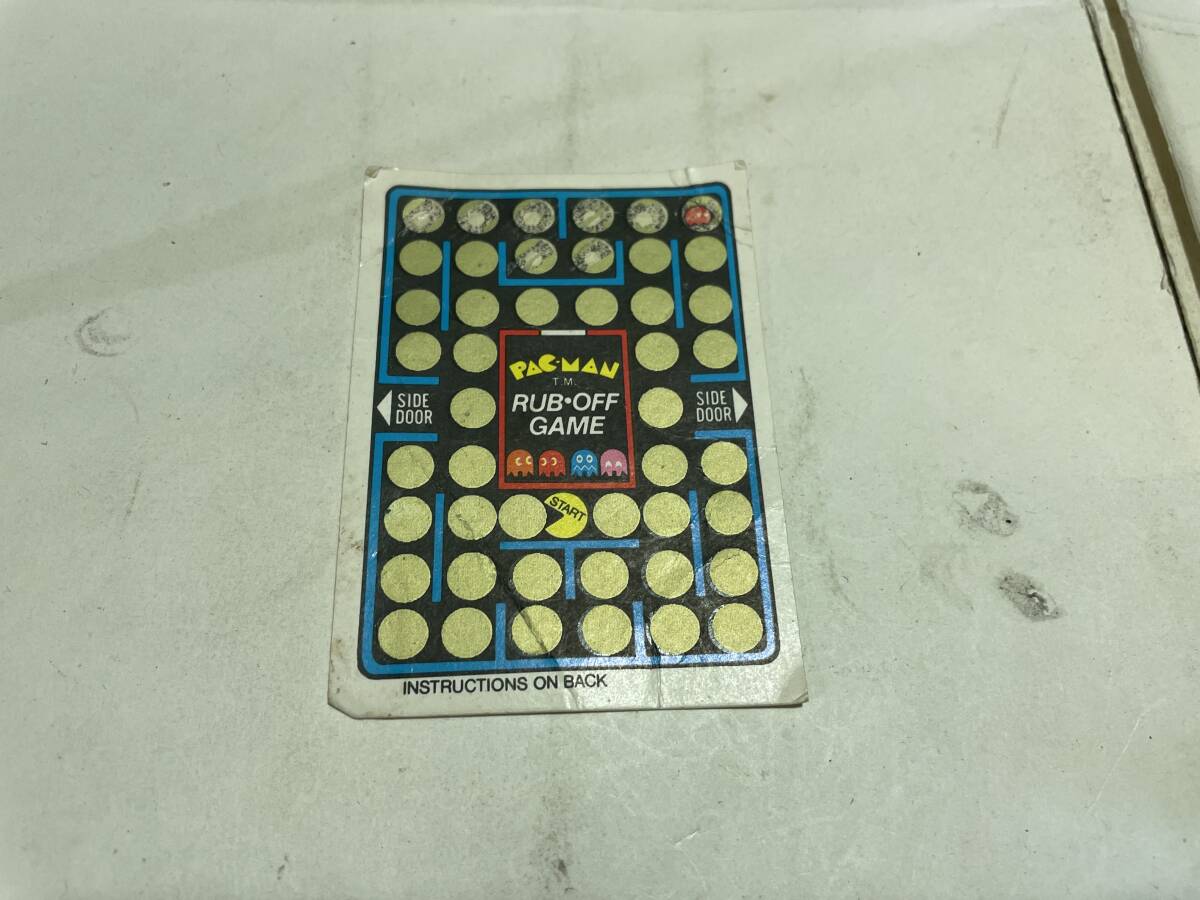 PAC-MAN
T.M.
RUB•OFF
GAME
SIDE
DOOR
SIDE
DOOR
START
INSTRUCTIONS ON BACK